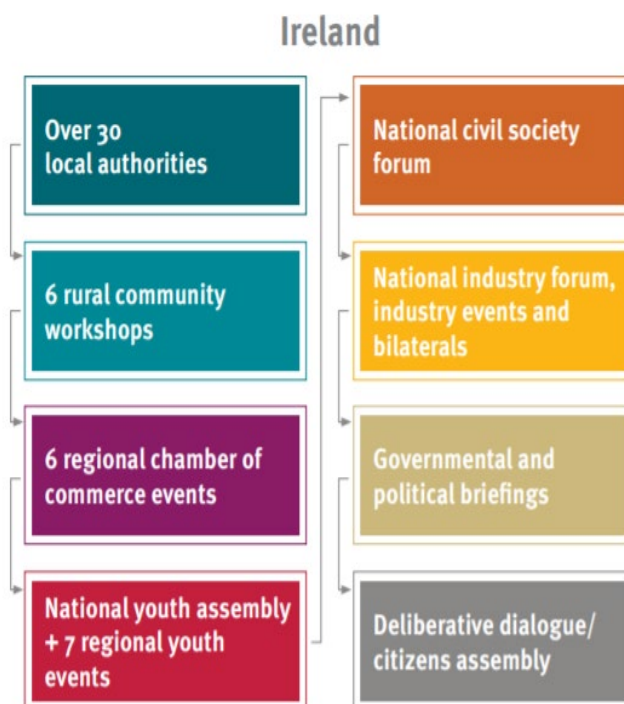 Ireland
Over 30
local authorities
6 rural community
workshops
6 regional chamber of
commerce events
National youth assembly
+ 7 regional youth
events
National civil society
forum
National industry forum,
industry events and
bilaterals
Governmental and
political briefings
Deliberative dialogue/
citizens assembly